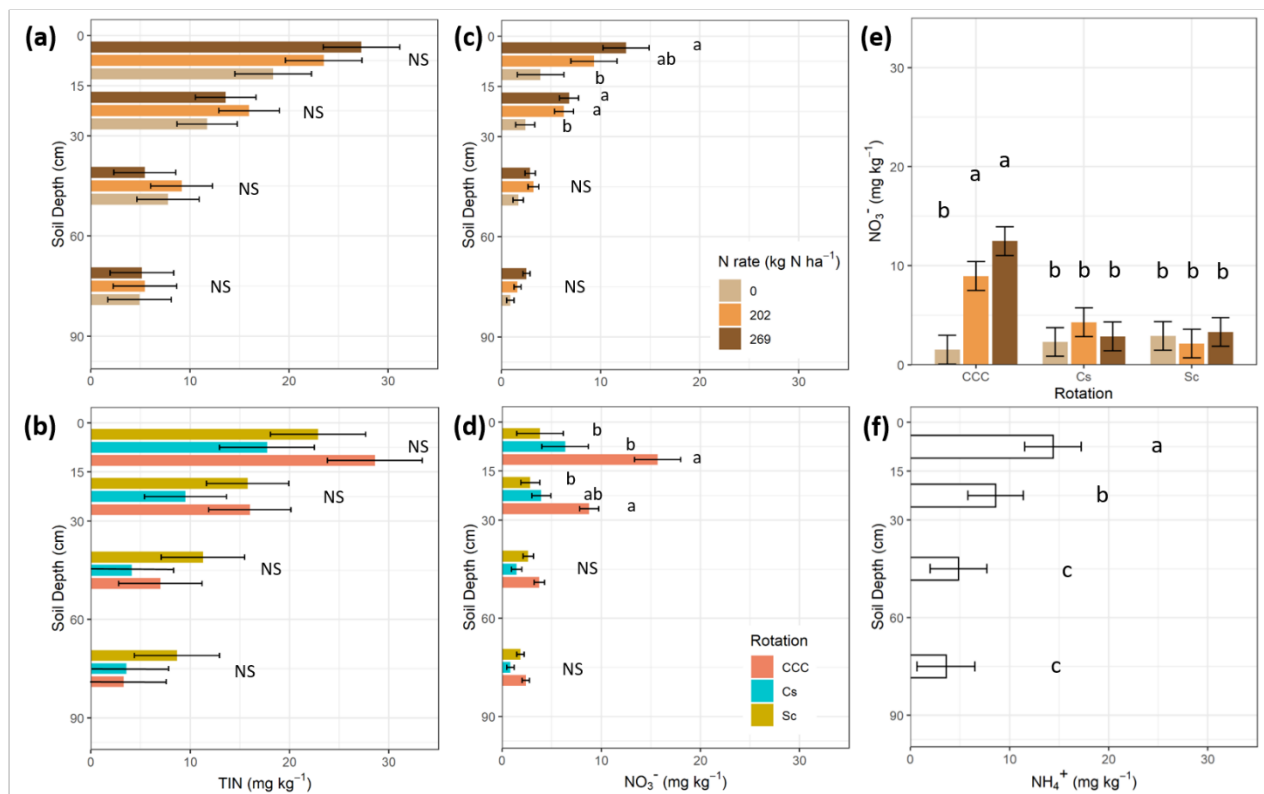 (a)
0
15
30
60
90
Soil Depth (cm)
NS
NS
NS
NS
0
10
20
30
(c)
0
15
30
60
90
Soil Depth (cm)
a
ab
b
a
a
b
NS
NS
N rate (kg N ha⁻¹)
0
202
269
0
10
20
30
(e)
30
20
10
0
NO₃⁻ (mg kg⁻¹)
b
a
a
b
b
b
b
b
b
CCC
Cs
Sc
Rotation
(b)
0
15
30
60
90
Soil Depth (cm)
NS
NS
NS
NS
0
10
20
30
TIN (mg kg⁻¹)
(d)
0
15
30
60
90
Soil Depth (cm)
b
b
a
b
ab
a
NS
NS
Rotation
CCC
Cs
Sc
0
10
20
30
NO₃⁻ (mg kg⁻¹)
(f)
0
15
30
60
90
Soil Depth (cm)
a
b
c
c
0
10
20
30
NH₄⁺ (mg kg⁻¹)